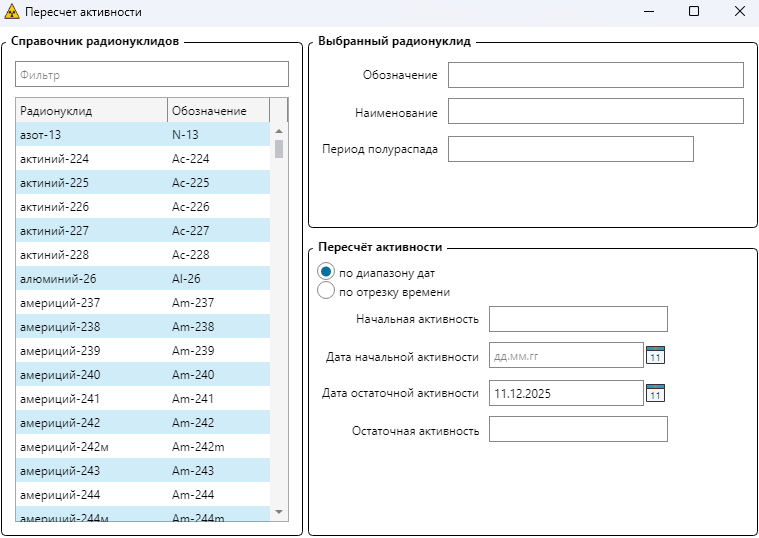 Пересчет активности
Справочник радионуклидов
Фильтр
Радионуклид Обозначение
азот-13 N-13
актиний-224 Ac-224
актиний-225 Ac-225
актиний-226 Ac-226
актиний-227 Ac-227
актиний-228 Ac-228
алюминий-26 Al-26
америций-237 Am-237
америций-238 Am-238
америций-239 Am-239
америций-240 Am-240
америций-241 Am-241
америций-242 Am-242
америций-242м Am-242m
америций-243 Am-243
америций-244 Am-244
америций-244м Am-244m
Выбранный радионуклид
Обозначение
Наименование
Период полураспада
Пересчёт активности
по диапазону дат
по отрезку времени
Начальная активность
Дата начальной активности дд.мм.гг 11
Дата остаточной активности 11.12.2025 11
Остаточная активность